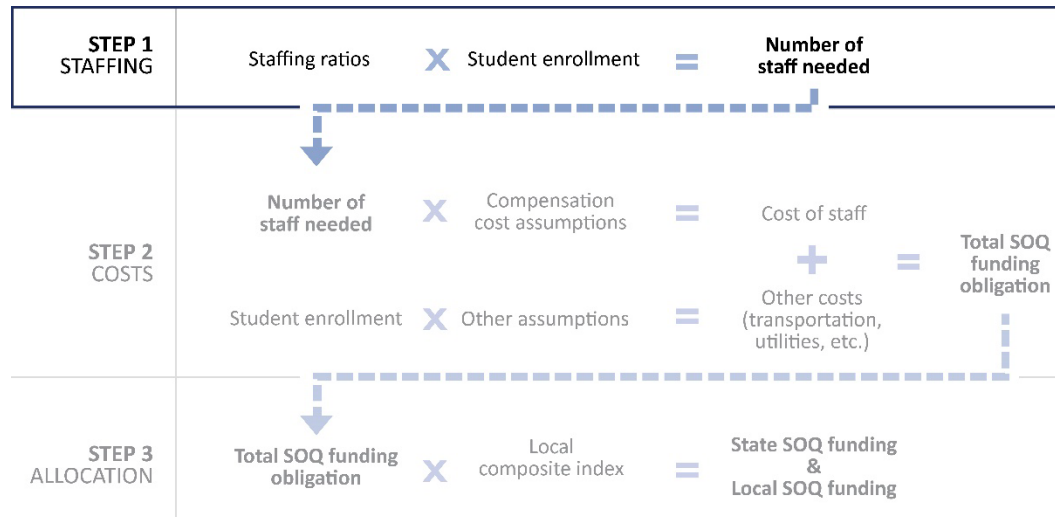 STEP 1
STAFFING
Staffing ratios X Student enrollment = Number of
staff needed
STEP 2
COSTS
Number of
staff needed
X
Compensation
cost assumptions
=
Cost of staff
+
Student enrollment X Other assumptions =
Other costs
(transportation,
utilities, etc.)
=
Total SOQ
funding
obligation
STEP 3
ALLOCATION
Total SOQ funding
obligation
X
Local
composite index
=
State SOQ funding
&
Local SOQ funding